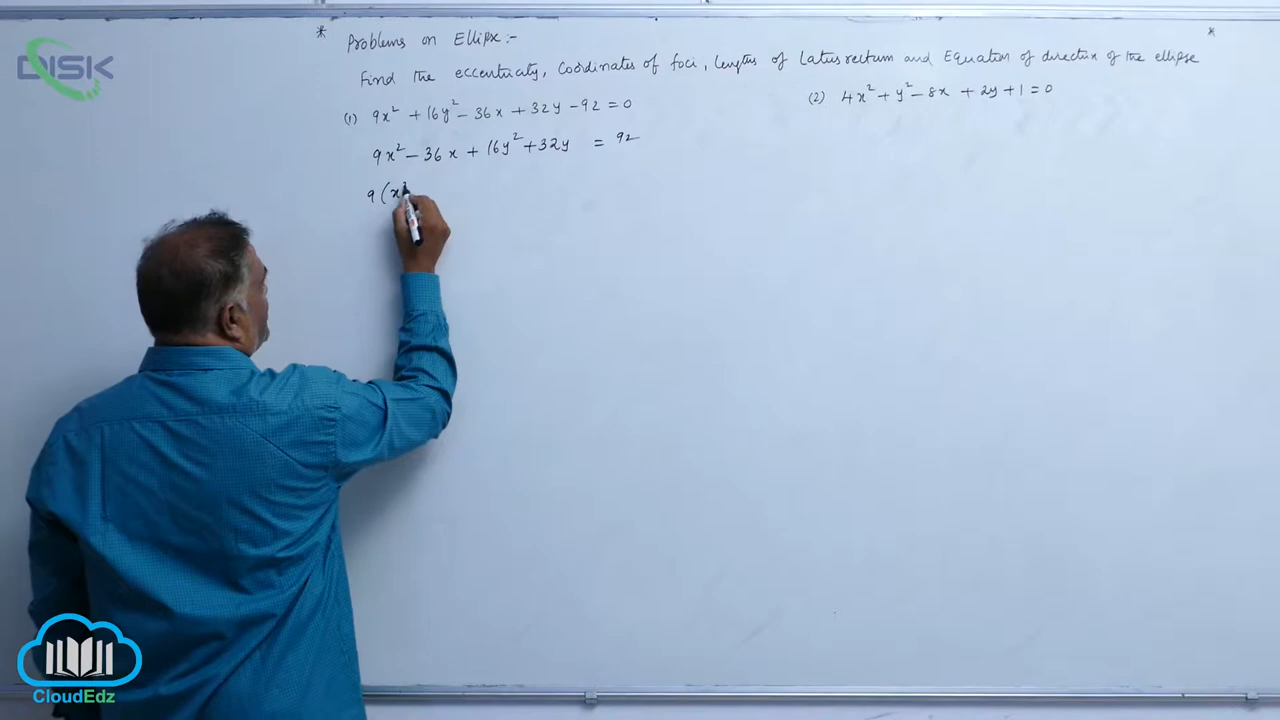 DISK
* Problems on Ellipse :- *
Find the eccentricity, Coordinates of foci, lengths of Latus rectum and Equation of directrix of the ellipse
(1) 9x² + 16y² - 36x + 32y - 92 = 0
(2) 4x² + y² - 8x + 2y + 1 = 0
9x² - 36x + 16y² + 32y = 92
9(x²
CloudEdz